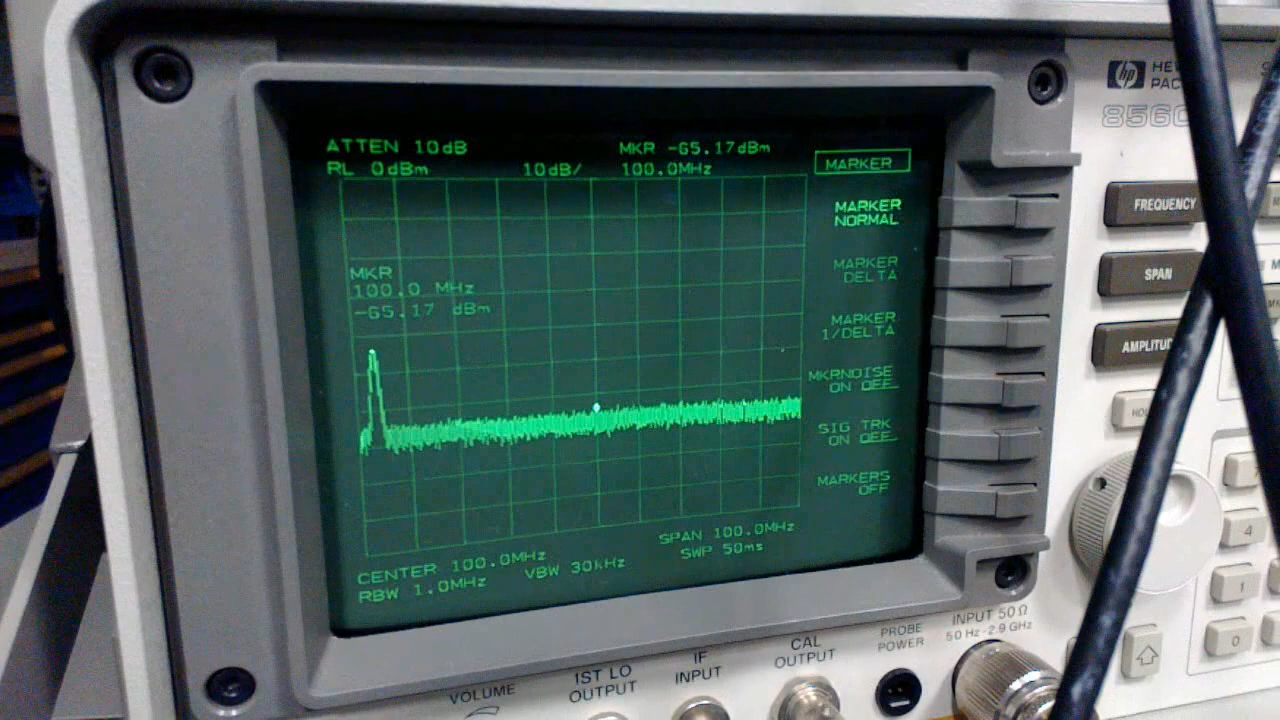 ATTEN 10dB
MKR -65.17dBm
RL 0dBm
10dB/
100.0MHz
MKR
100.0 MHz
-65.17 dBm
CENTER 100.0MHz
SPAN 100.0MHz
RBW 1.0MHz
VBW 30kHz
SWP 50ms
MARKER
MARKER
NORMAL
MARKER
DELTA
MARKER
1/DELTA
MKRNOISE
ON OFF
SIG TRK
ON OFF
MARKERS
OFF
hp
8560
FREQUENCY
SPAN
4
1
0
VOLUME
IST LO
OUTPUT
IF
INPUT
CAL
OUTPUT
PROBE
POWER
INPUT 50Ω
50 Hz-2.9 GHz